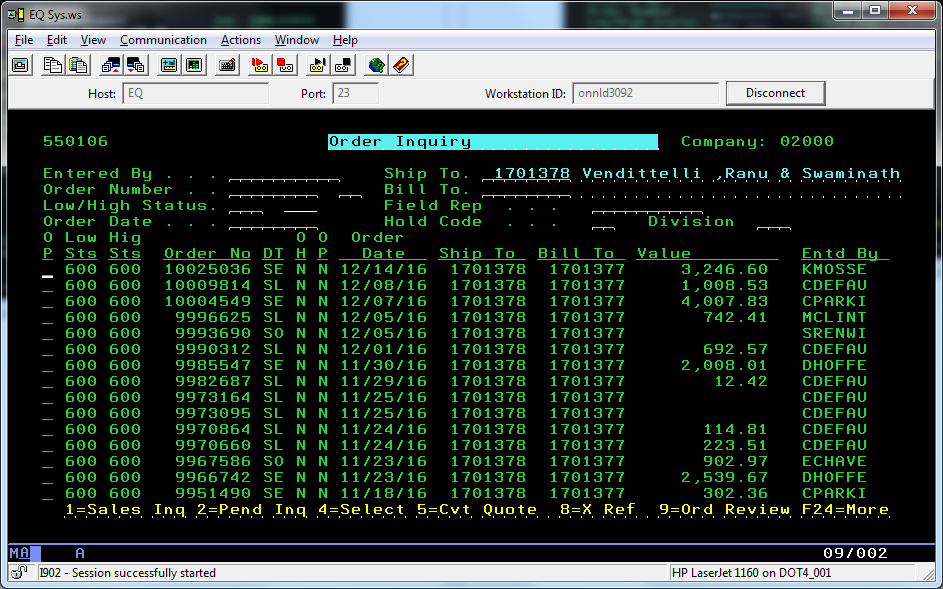 EQ Sys.ws
File Edit View Communication Actions Window Help
Host: EQ Port: 23 Workstation ID: onnld3092 Disconnect
550106 Order Inquiry Company: 02000
Entered By . . . Ship To. 1701378 Vendittelli ,Ranu & Swaminath
Order Number . . Bill To.
Low/High Status. Field Rep . . .
Order Date . . . Hold Code . . . Division
O Low Hig O O Order
P Sts Sts Order No DT H P Date Ship To Bill To Value Entd By
600 600 10025036 SE N N 12/14/16 1701378 1701377 3,246.60 KMOSSE
600 600 10009814 SL N N 12/08/16 1701378 1701377 1,008.53 CDEFAU
600 600 10004549 SE N N 12/07/16 1701378 1701377 4,007.83 CPARKI
600 600 9996625 SL N N 12/05/16 1701378 1701377 742.41 MCLINT
600 600 9993690 SO N N 12/05/16 1701378 1701377 SRENWI
600 600 9990312 SL N N 12/01/16 1701378 1701377 692.57 CDEFAU
600 600 9985547 SE N N 11/30/16 1701378 1701377 2,008.01 DHOFFE
600 600 9982687 SL N N 11/29/16 1701378 1701377 12.42 CDEFAU
600 600 9973164 SL N N 11/25/16 1701378 1701377 CDEFAU
600 600 9973095 SL N N 11/25/16 1701378 1701377 CDEFAU
600 600 9970864 SL N N 11/24/16 1701378 1701377 114.81 CDEFAU
600 600 9970660 SL N N 11/24/16 1701378 1701377 223.51 CDEFAU
600 600 9967586 SO N N 11/23/16 1701378 1701377 902.97 ECHAVE
600 600 9966742 SE N N 11/23/16 1701378 1701377 2,539.67 DHOFFE
600 600 9951490 SE N N 11/18/16 1701378 1701377 302.36 CPARKI
1=Sales Inq 2=Pend Inq 4=Select 5=Cvt Quote 8=X Ref 9=Ord Review F24=More
MA A 09/002
I902 - Session successfully started HP LaserJet 1160 on DOT4_001